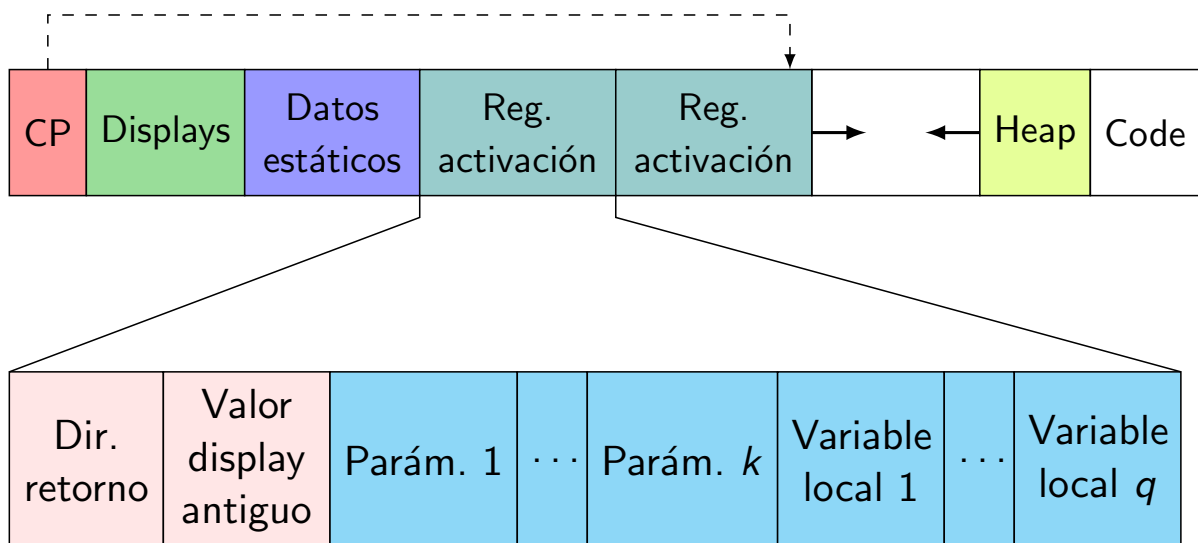 CP
Displays
Datos
estáticos
Reg.
activación
Reg.
activación
Heap
Code
Dir.
retorno
Valor
display
antiguo
Parám. 1
···
Parám. k
Variable
local 1
···
Variable
local q